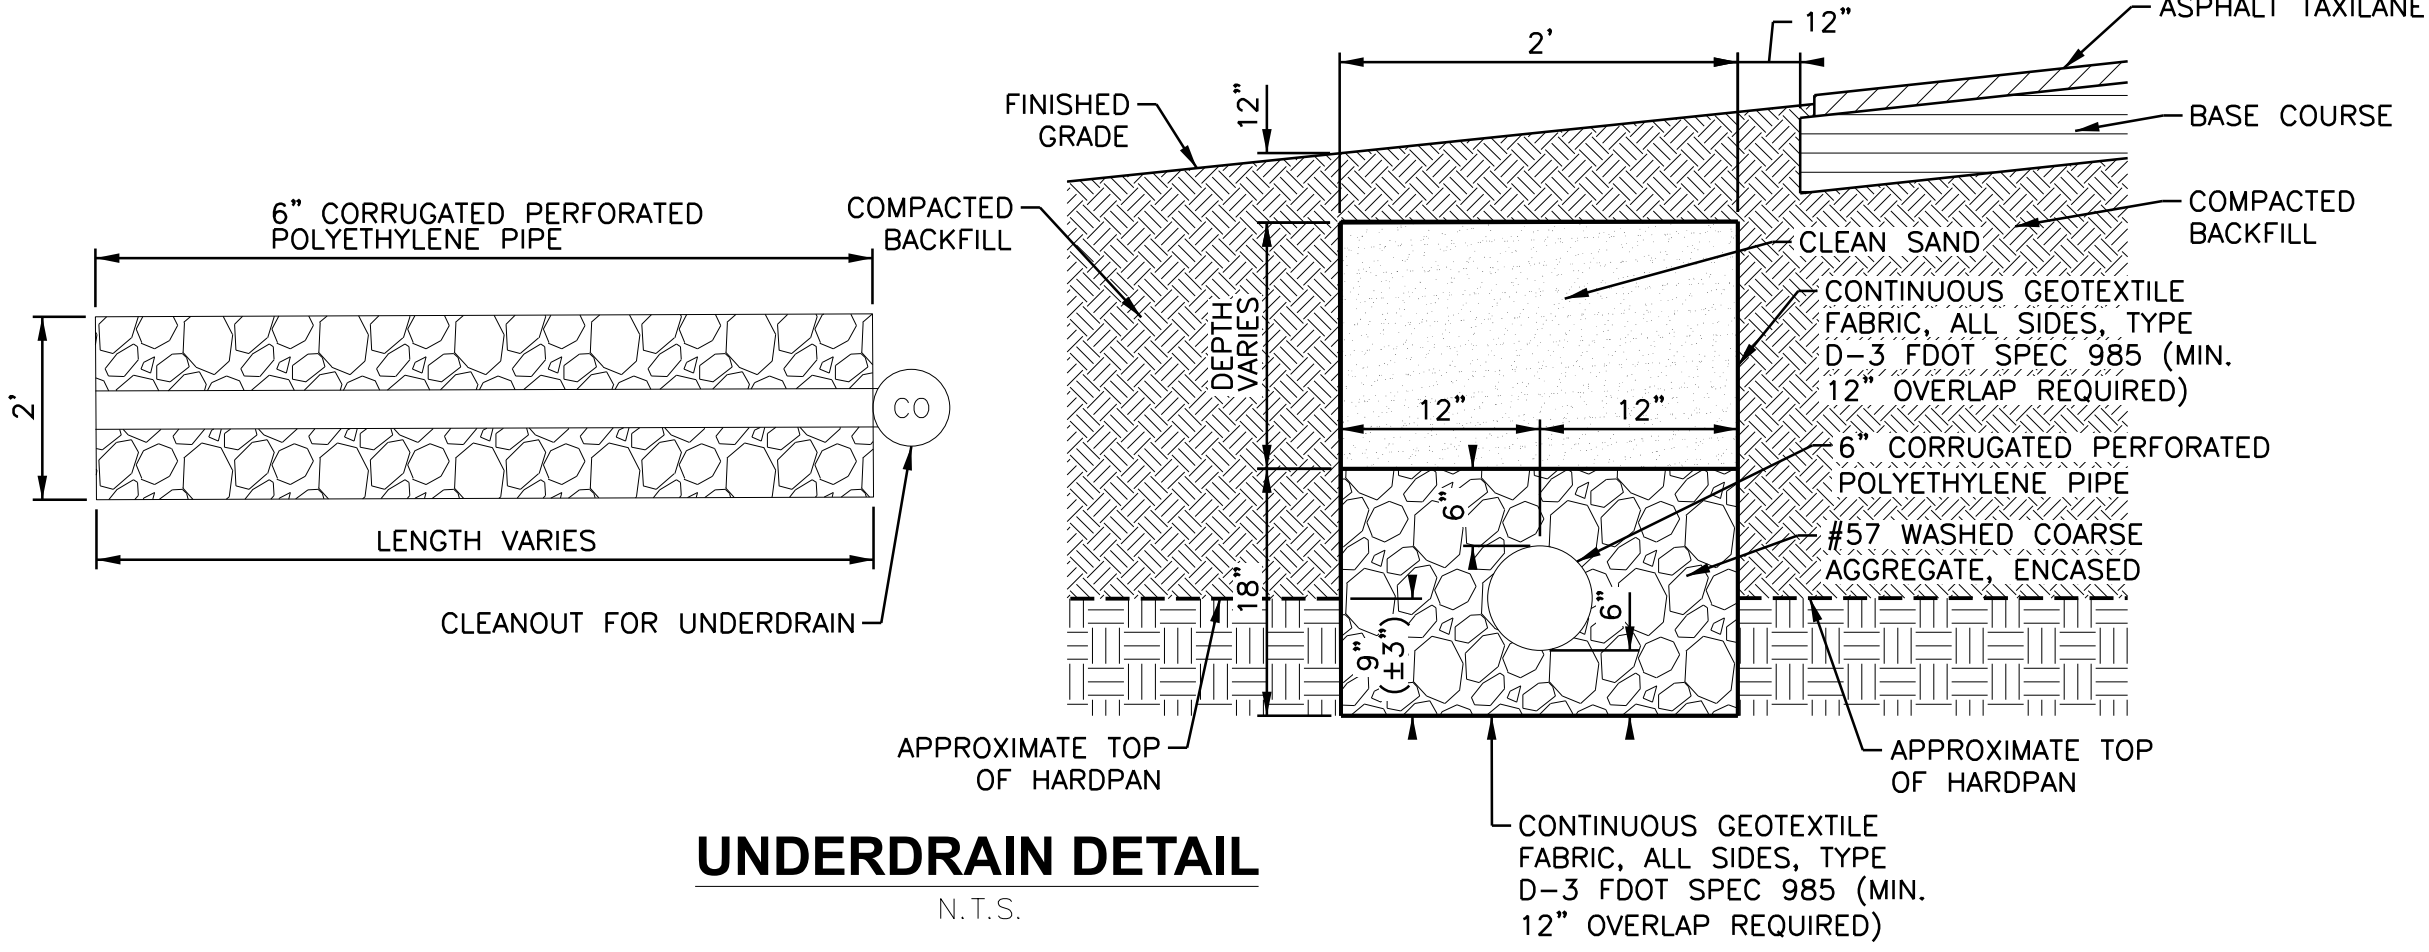 6” CORRUGATED PERFORATED
POLYETHYLENE PIPE
2’
CO
LENGTH VARIES
CLEANOUT FOR UNDERDRAIN
ASPHALT TAXILANE
12”
2’
12”
FINISHED
GRADE
BASE COURSE
COMPACTED
BACKFILL
COMPACTED
BACKFILL
CLEAN SAND
CONTINUOUS GEOTEXTILE
FABRIC, ALL SIDES, TYPE
D-3 FDOT SPEC 985 (MIN.
12” OVERLAP REQUIRED)
DEPTH
VARIES
12”
12”
6” CORRUGATED PERFORATED
POLYETHYLENE PIPE
6”
#57 WASHED COARSE
AGGREGATE, ENCASED
18”
6”
9”
(±3”)
APPROXIMATE TOP
OF HARDPAN
APPROXIMATE TOP
OF HARDPAN
CONTINUOUS GEOTEXTILE
FABRIC, ALL SIDES, TYPE
D-3 FDOT SPEC 985 (MIN.
12” OVERLAP REQUIRED)
UNDERDRAIN DETAIL
N.T.S.